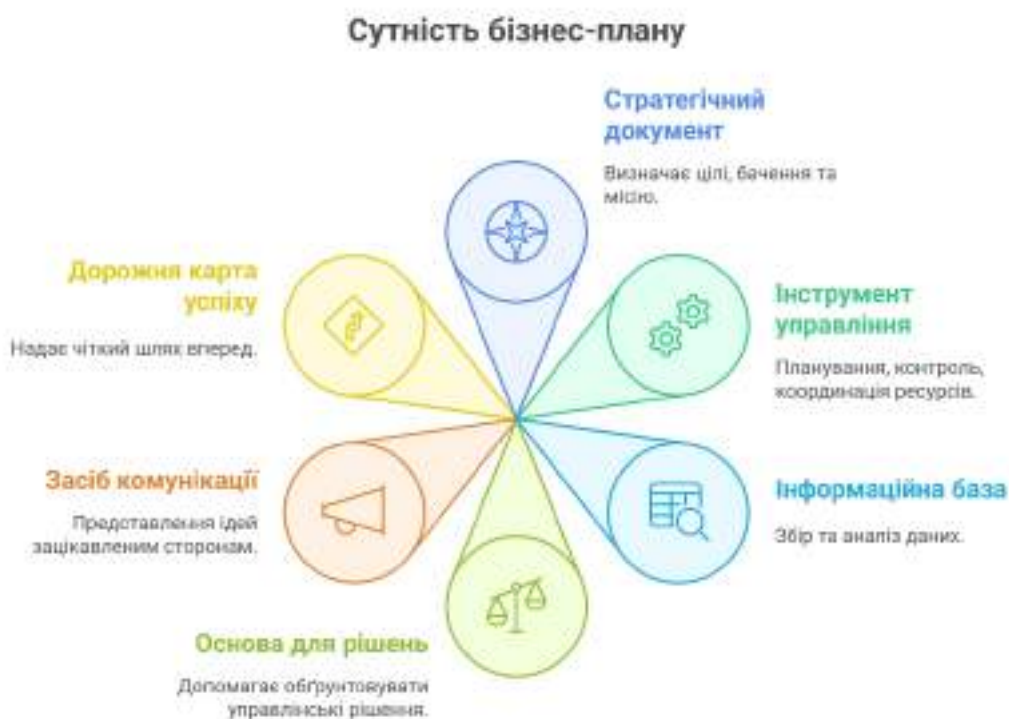 Сутність бізнес-плану
Стратегічний
документ
Визначає цілі, бачення та
місію.
Інструмент
управління
Планування, контроль,
координація ресурсів.
Інформаційна база
Збір та аналіз даних.
Основа для рішень
Допомагає обґрунтовувати
управлінські рішення.
Засіб комунікації
Представлення ідей
зацікавленим сторонам.
Дорожня карта
успіху
Надає чіткий шлях вперед.